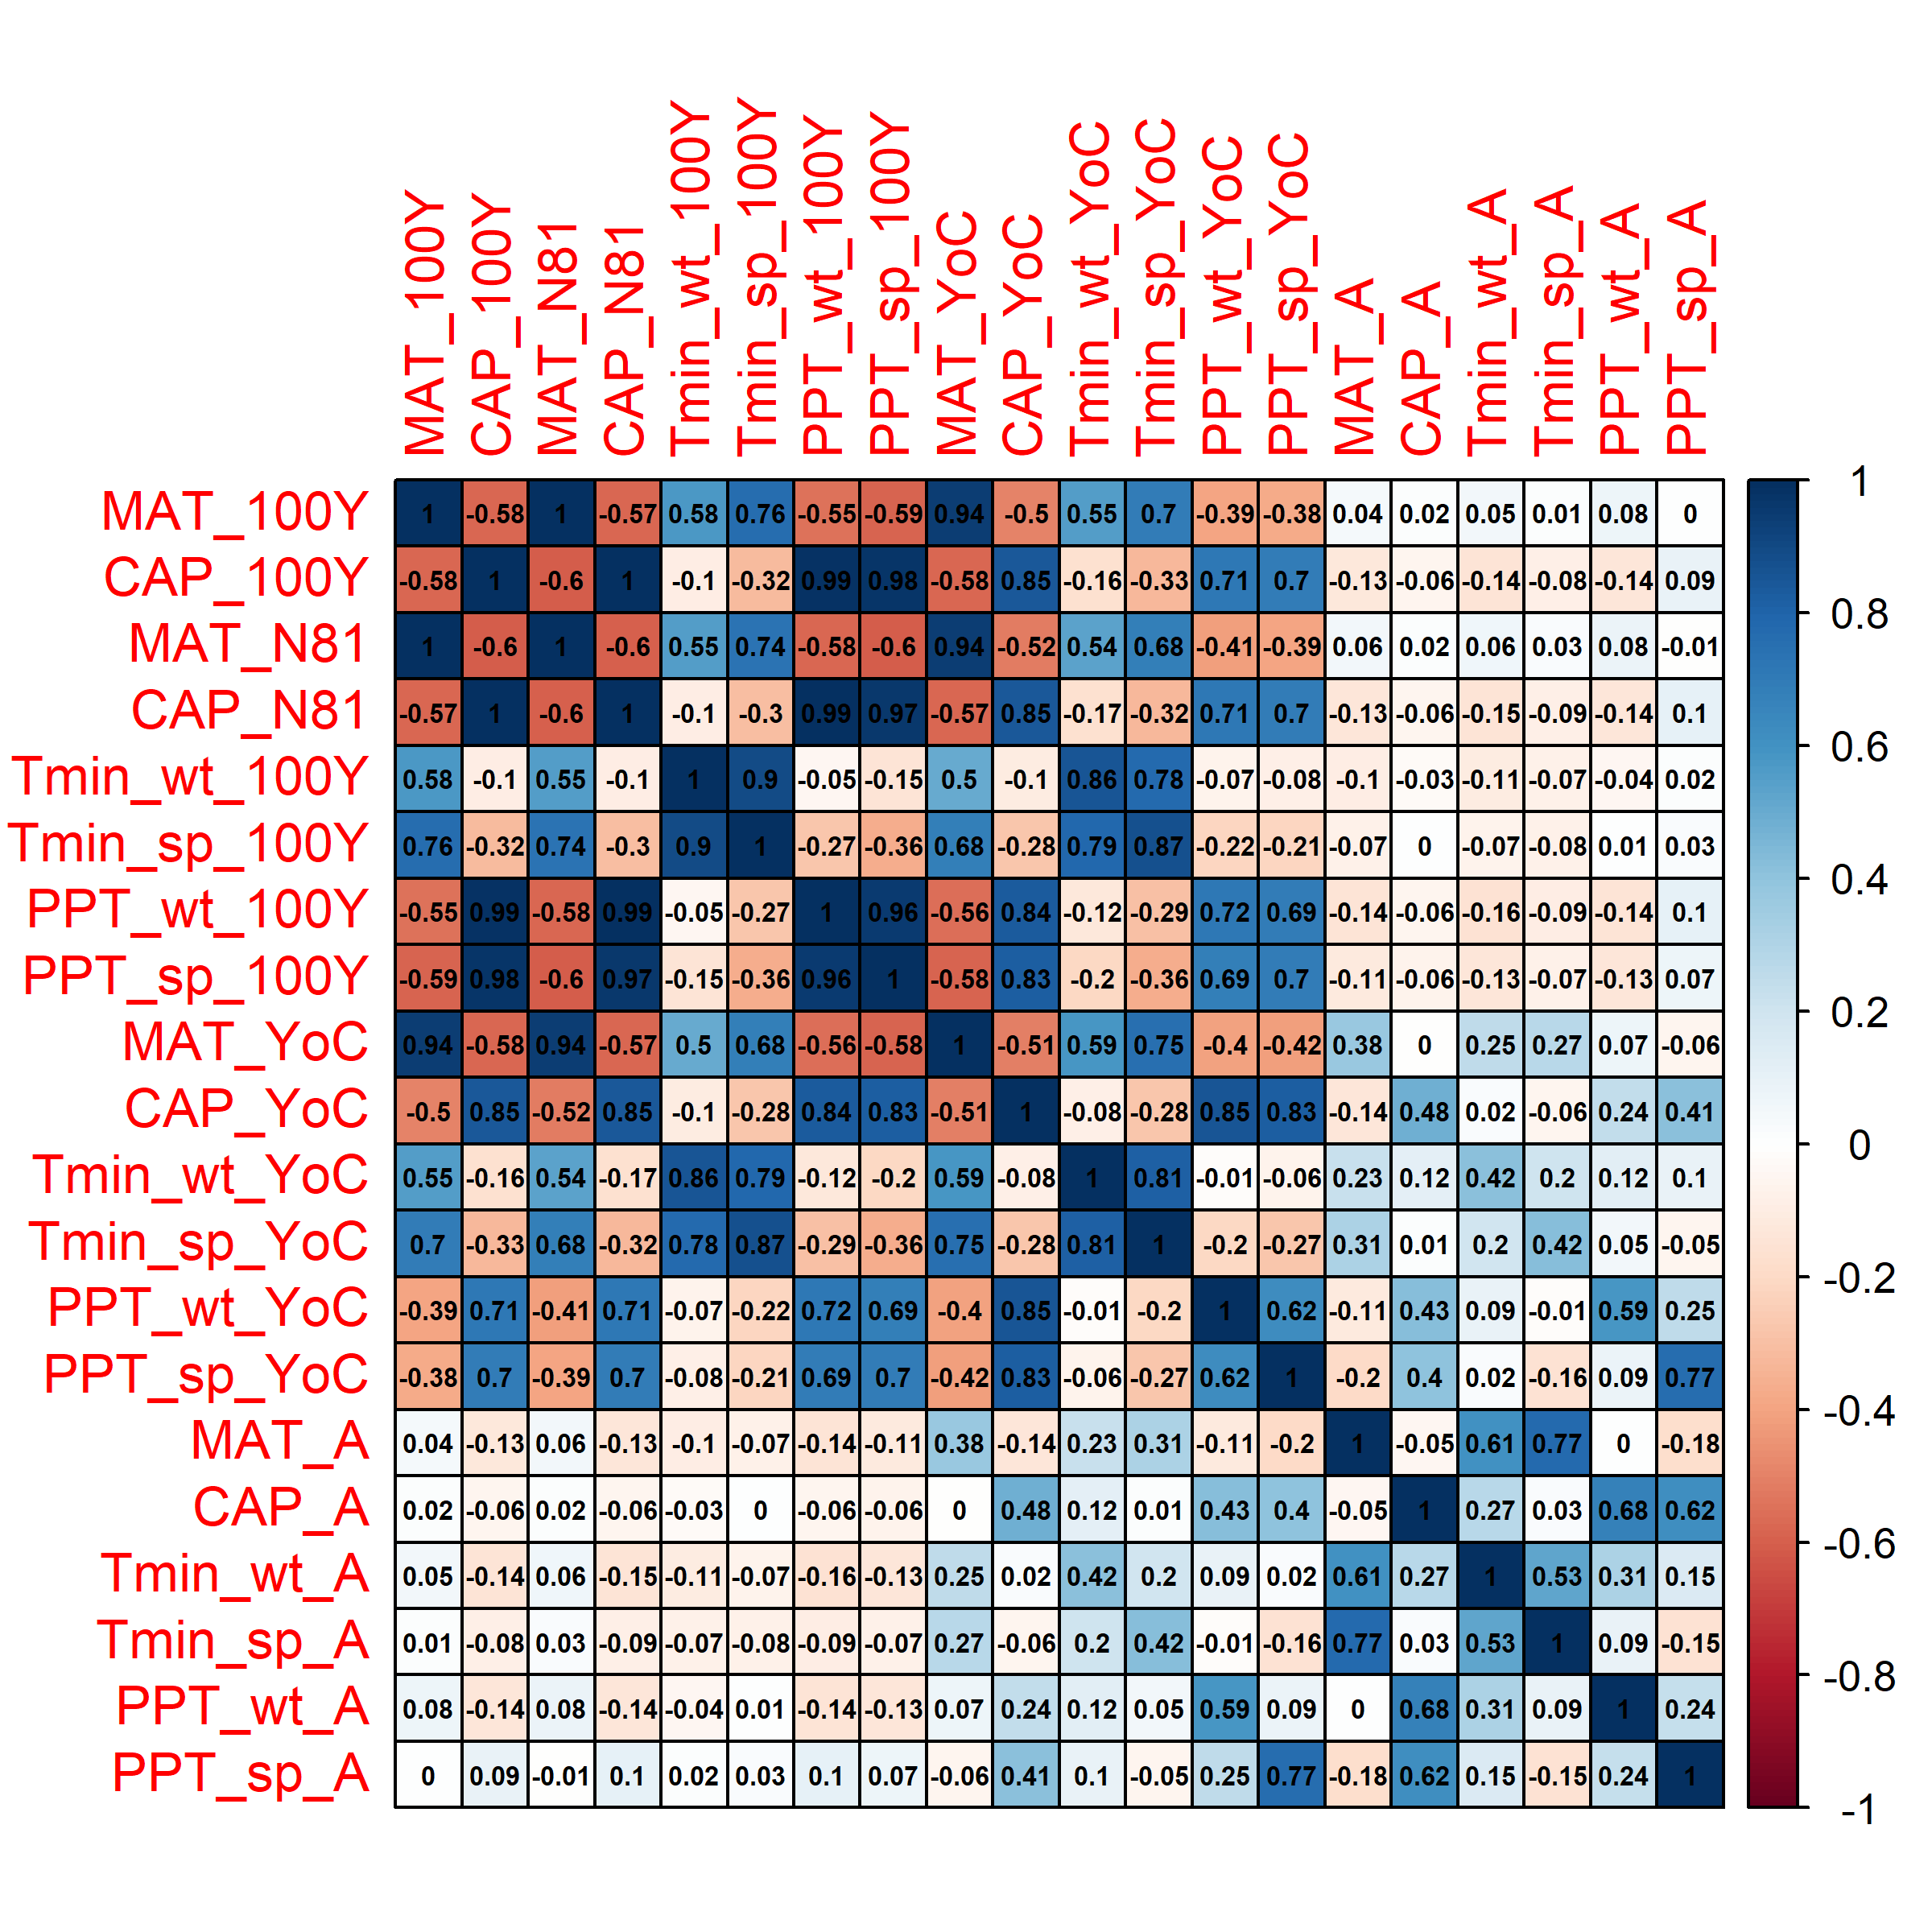 MAT_100Y CAP_100Y MAT_N81 CAP_N81 Tmin_wt_100Y Tmin_sp_100Y PPT_wt_100Y PPT_sp_100Y MAT_YoC CAP_YoC Tmin_wt_YoC Tmin_sp_YoC PPT_wt_YoC PPT_sp_YoC MAT_A CAP_A Tmin_wt_A Tmin_sp_A PPT_wt_A PPT_sp_A
MAT_100Y 1 -0.58 1 -0.57 0.58 0.76 -0.55 -0.59 0.94 -0.5 0.55 0.7 -0.39 -0.38 0.04 0.02 0.05 0.01 0.08 0
CAP_100Y -0.58 1 -0.6 1 -0.1 -0.32 0.99 0.98 -0.58 0.85 -0.16 -0.33 0.71 0.7 -0.13 -0.06 -0.14 -0.08 -0.14 0.09
MAT_N81 1 -0.6 1 -0.6 0.55 0.74 -0.58 -0.6 0.94 -0.52 0.54 0.68 -0.41 -0.39 0.06 0.02 0.06 0.03 0.08 -0.01
CAP_N81 -0.57 1 -0.6 1 -0.1 -0.3 0.99 0.97 -0.57 0.85 -0.17 -0.32 0.71 0.7 -0.13 -0.06 -0.15 -0.09 -0.14 0.1
Tmin_wt_100Y 0.58 -0.1 0.55 -0.1 1 0.9 -0.05 -0.15 0.5 -0.1 0.86 0.78 -0.07 -0.08 -0.1 -0.03 -0.11 -0.07 -0.04 0.02
Tmin_sp_100Y 0.76 -0.32 0.74 -0.3 0.9 1 -0.27 -0.36 0.68 -0.28 0.79 0.87 -0.22 -0.21 -0.07 0 -0.07 -0.08 0.01 0.03
PPT_wt_100Y -0.55 0.99 -0.58 0.99 -0.05 -0.27 1 0.96 -0.56 0.84 -0.12 -0.29 0.72 0.69 -0.14 -0.06 -0.16 -0.09 -0.14 0.1
PPT_sp_100Y -0.59 0.98 -0.6 0.97 -0.15 -0.36 0.96 1 -0.58 0.83 -0.2 -0.36 0.69 0.7 -0.11 -0.06 -0.13 -0.07 -0.13 0.07
MAT_YoC 0.94 -0.58 0.94 -0.57 0.5 0.68 -0.56 -0.58 1 -0.51 0.59 0.75 -0.4 -0.42 0.38 0 0.25 0.27 0.07 -0.06
CAP_YoC -0.5 0.85 -0.52 0.85 -0.1 -0.28 0.84 0.83 -0.51 1 -0.08 -0.28 0.85 0.83 -0.14 0.48 0.02 -0.06 0.24 0.41
Tmin_wt_YoC 0.55 -0.16 0.54 -0.17 0.86 0.79 -0.12 -0.2 0.59 -0.08 1 0.81 -0.01 -0.06 0.23 0.12 0.42 0.2 0.12 0.1
Tmin_sp_YoC 0.7 -0.33 0.68 -0.32 0.78 0.87 -0.29 -0.36 0.75 -0.28 0.81 1 -0.2 -0.27 0.31 0.01 0.2 0.42 0.05 -0.05
PPT_wt_YoC -0.39 0.71 -0.41 0.71 -0.07 -0.22 0.72 0.69 -0.4 0.85 -0.01 -0.2 1 0.62 -0.11 0.43 0.09 -0.01 0.59 0.25
PPT_sp_YoC -0.38 0.7 -0.39 0.7 -0.08 -0.21 0.69 0.7 -0.42 0.83 -0.06 -0.27 0.62 1 -0.2 0.4 0.02 -0.16 0.09 0.77
MAT_A 0.04 -0.13 0.06 -0.13 -0.1 -0.07 -0.14 -0.11 0.38 -0.14 0.23 0.31 -0.11 -0.2 1 -0.05 0.61 0.77 0 -0.18
CAP_A 0.02 -0.06 0.02 -0.06 -0.03 0 -0.06 -0.06 0 0.48 0.12 0.01 0.43 0.4 -0.05 1 0.27 0.03 0.68 0.62
Tmin_wt_A 0.05 -0.14 0.06 -0.15 -0.11 -0.07 -0.16 -0.13 0.25 0.02 0.42 0.2 0.09 0.02 0.61 0.27 1 0.53 0.31 0.15
Tmin_sp_A 0.01 -0.08 0.03 -0.09 -0.07 -0.08 -0.09 -0.07 0.27 -0.06 0.2 0.42 -0.01 -0.16 0.77 0.03 0.53 1 0.09 -0.15
PPT_wt_A 0.08 -0.14 0.08 -0.14 -0.04 0.01 -0.14 -0.13 0.07 0.24 0.12 0.05 0.59 0.09 0 0.68 0.31 0.09 1 0.24
PPT_sp_A 0 0.09 -0.01 0.1 0.02 0.03 0.1 0.07 -0.06 0.41 0.1 -0.05 0.25 0.77 -0.18 0.62 0.15 -0.15 0.24 1
1
0.8
0.6
0.4
0.2
0
-0.2
-0.4
-0.6
-0.8
-1